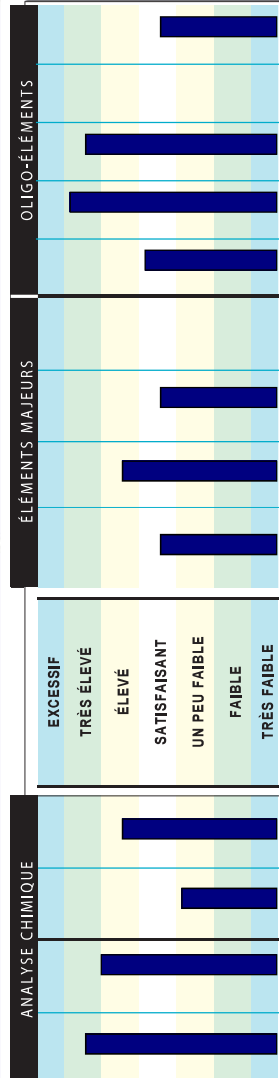 ANALYSE CHIMIQUE
EXCESSIF
TRÈS ÉLEVÉ
ÉLEVÉ
SATISFAISANT
UN PEU FAIBLE
FAIBLE
TRÈS FAIBLE
ÉLÉMENTS MAJEURS
OLIGO-ÉLÉMENTS